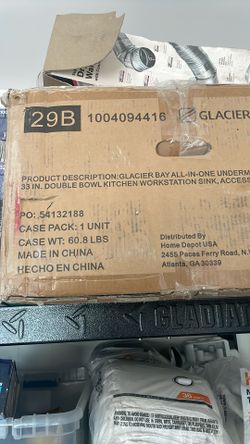 29B 1004094416 GLACIER
PRODUCT DESCRIPTION: GLACIER BAY ALL-IN-ONE UNDERM
33 IN. DOUBLE BOWL KITCHEN WORKSTATION SINK, ACCESS
PO: 54132188
CASE PACK: 1 UNIT
CASE WT: 60.8 LBS
MADE IN CHINA
HECHO EN CHINA
Distributed By
Home Depot USA
2455 Paces Ferry Road, N.
Atlanta, GA 30339
GLADIA
36